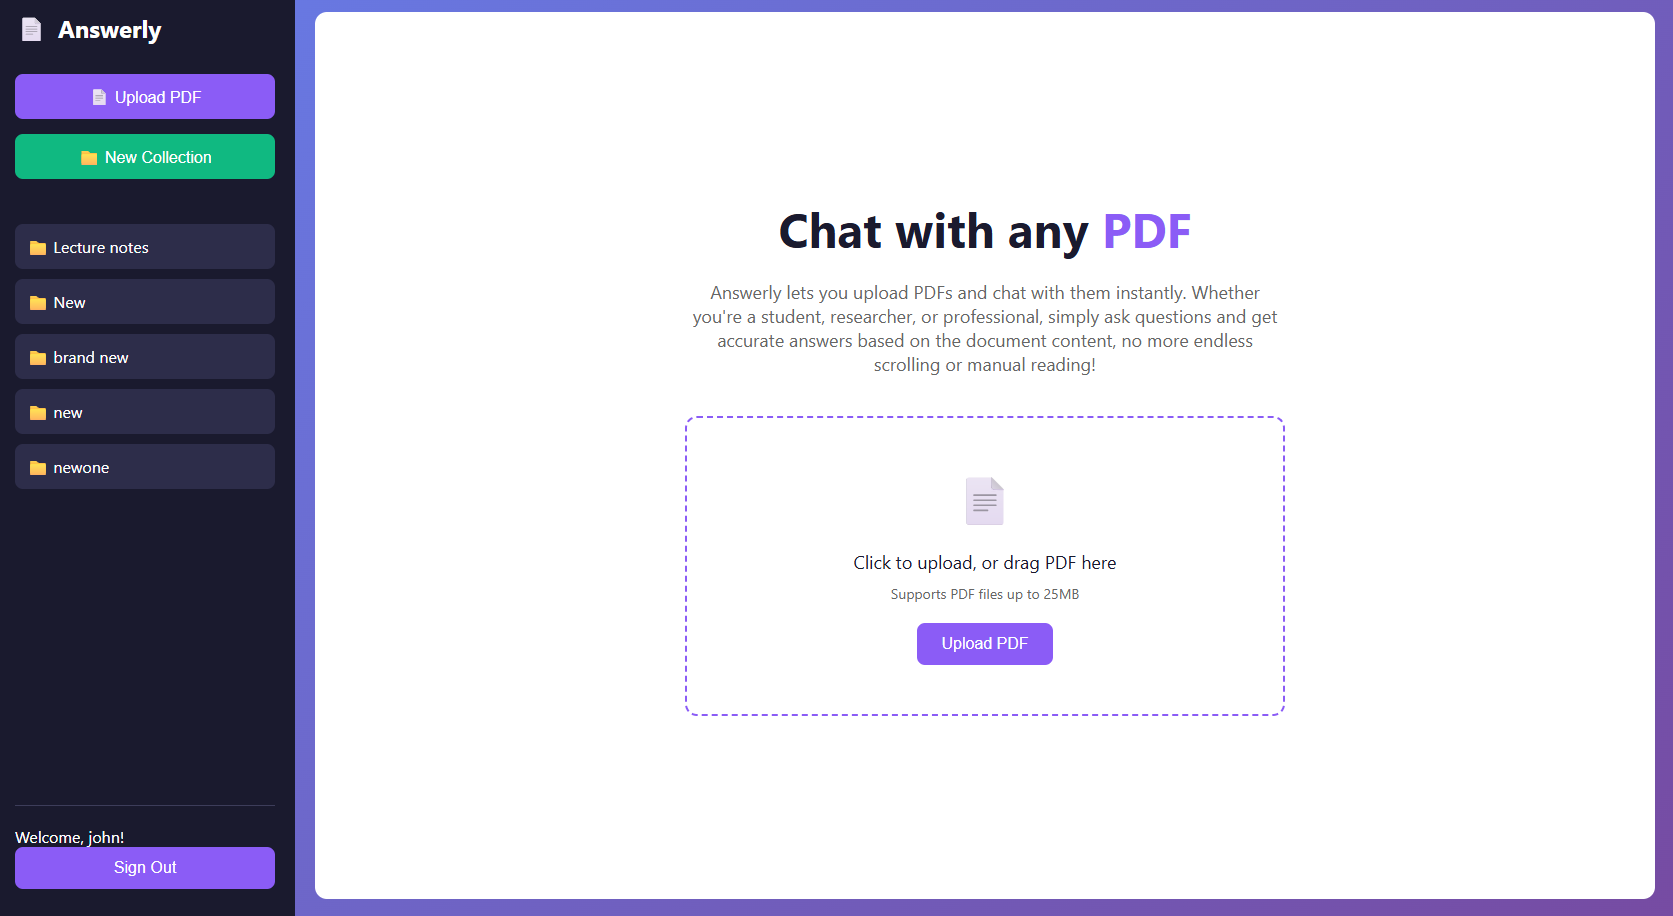 Answerly
Upload PDF
New Collection
Lecture notes
New
brand new
new
newone
Welcome, john!
Sign Out
Chat with any PDF
Answerly lets you upload PDFs and chat with them instantly. Whether
you're a student, researcher, or professional, simply ask questions and get
accurate answers based on the document content, no more endless
scrolling or manual reading!
Click to upload, or drag PDF here
Supports PDF files up to 25MB
Upload PDF